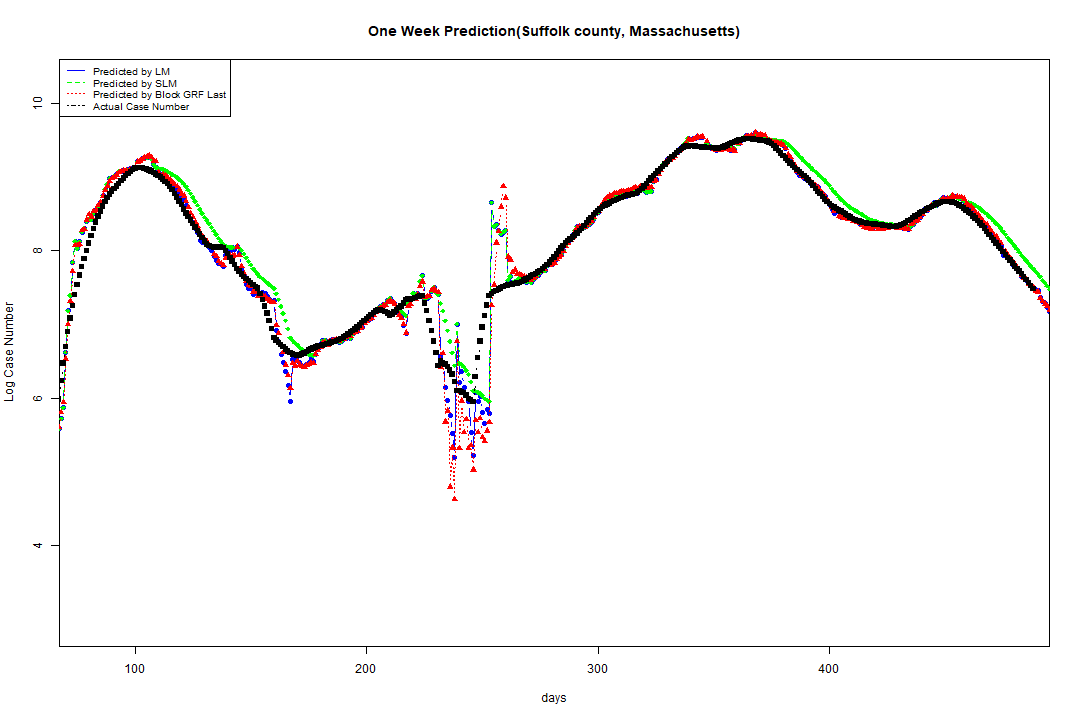 One Week Prediction(Suffolk county, Massachusetts)
Predicted by LM
Predicted by SLM
Predicted by Block GRF Last
Actual Case Number
10
8
6
4
Log Case Number
100
200
300
400
days